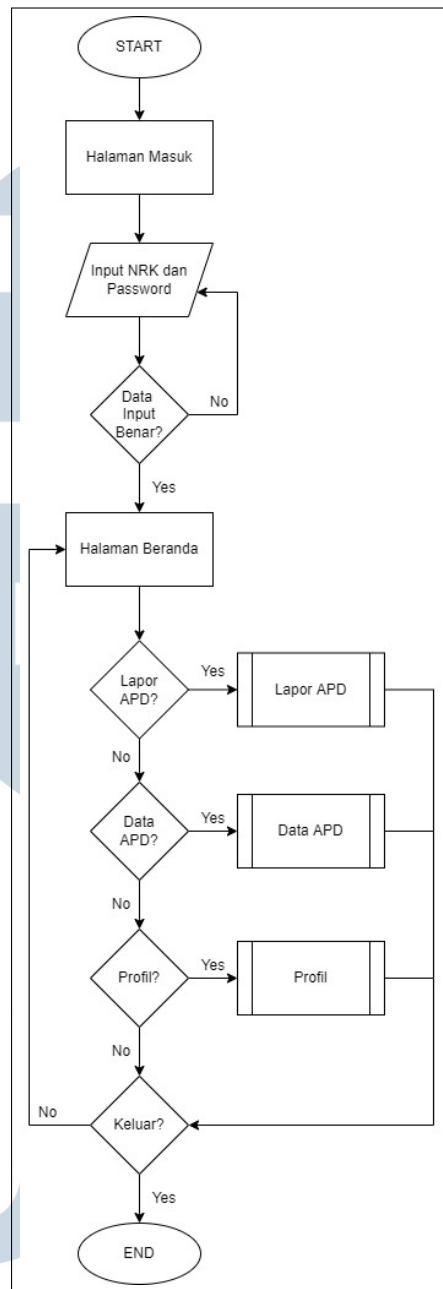 START
Halaman Masuk
Input NRK dan
Password
Data
Input
Benar?
No
Yes
Halaman Beranda
Lapor
APD?
Yes
Lapor APD
No
Data
APD?
Yes
Data APD
No
Profil?
Yes
Profil
No
Keluar?
No
Yes
END